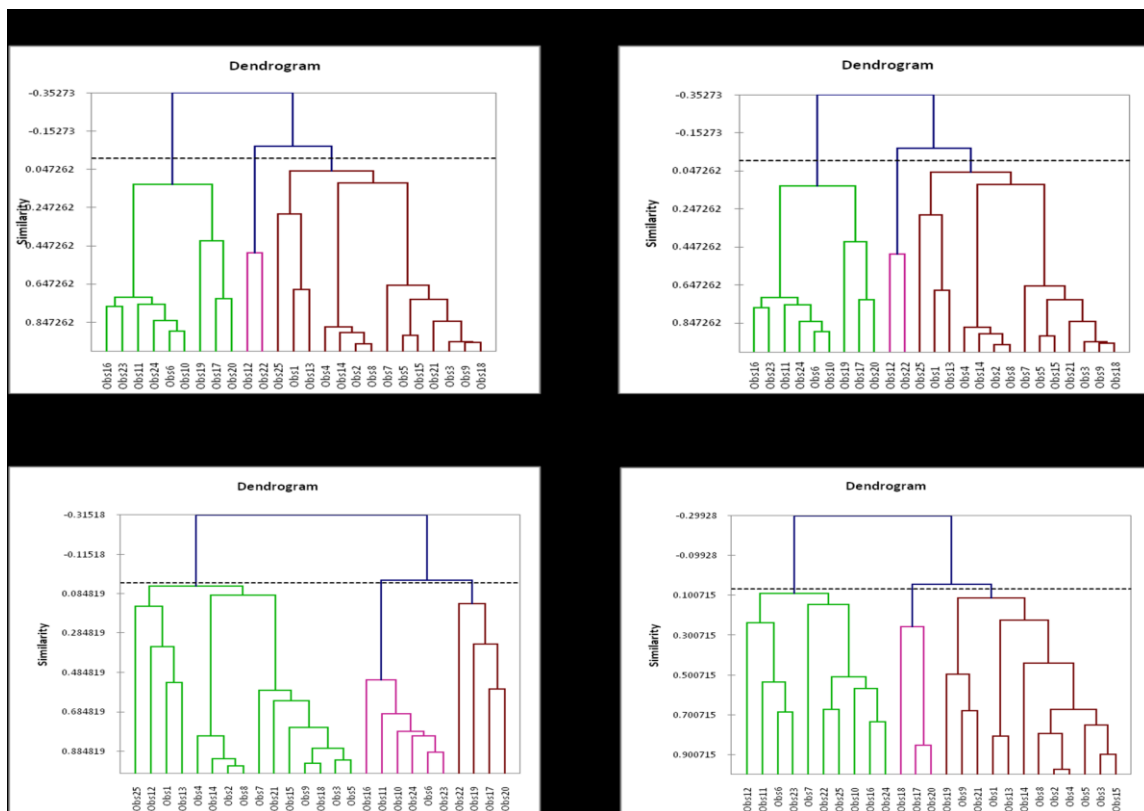 Dendrogram
-0.35273
-0.15273
0.047262
0.247262
0.447262
0.647262
0.847262
Similarity
Obs16 Obs23 Obs11 Obs24 Obs6 Obs10 Obs19 Obs17 Obs20 Obs12 Obs22 Obs25 Obs1 Obs13 Obs4 Obs14 Obs2 Obs8 Obs7 Obs5 Obs15 Obs21 Obs3 Obs9 Obs18
Dendrogram
-0.35273
-0.15273
0.047262
0.247262
0.447262
0.647262
0.847262
Similarity
Obs16 Obs23 Obs11 Obs24 Obs6 Obs10 Obs19 Obs17 Obs20 Obs12 Obs22 Obs25 Obs1 Obs13 Obs4 Obs14 Obs2 Obs8 Obs7 Obs5 Obs15 Obs21 Obs3 Obs9 Obs18
Dendrogram
-0.31518
-0.11518
0.084819
0.284819
0.484819
0.684819
0.884819
Similarity
Obs25 Obs12 Obs1 Obs13 Obs4 Obs14 Obs2 Obs8 Obs7 Obs21 Obs15 Obs9 Obs18 Obs3 Obs5 Obs16 Obs11 Obs10 Obs24 Obs6 Obs23 Obs22 Obs19 Obs17 Obs20
Dendrogram
-0.29928
-0.09928
0.100715
0.300715
0.500715
0.700715
0.900715
Similarity
Obs12 Obs11 Obs23 Obs6 Obs7 Obs22 Obs25 Obs10 Obs16 Obs24 Obs18 Obs17 Obs20 Obs19 Obs9 Obs21 Obs1 Obs13 Obs14 Obs8 Obs2 Obs4 Obs5 Obs3 Obs15